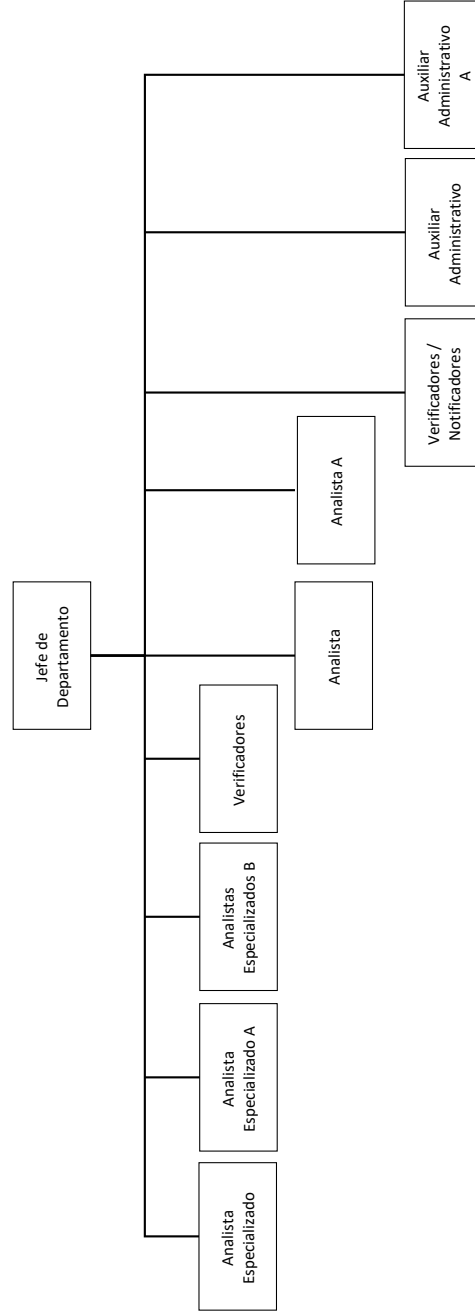 Jefe de
Departamento
Analista
Especializado
Analista
Especializado A
Analistas
Especializados B
Verificadores
Analista
Analista A
Verificadores /
Notificadores
Auxiliar
Administrativo
Auxiliar
Administrativo
A